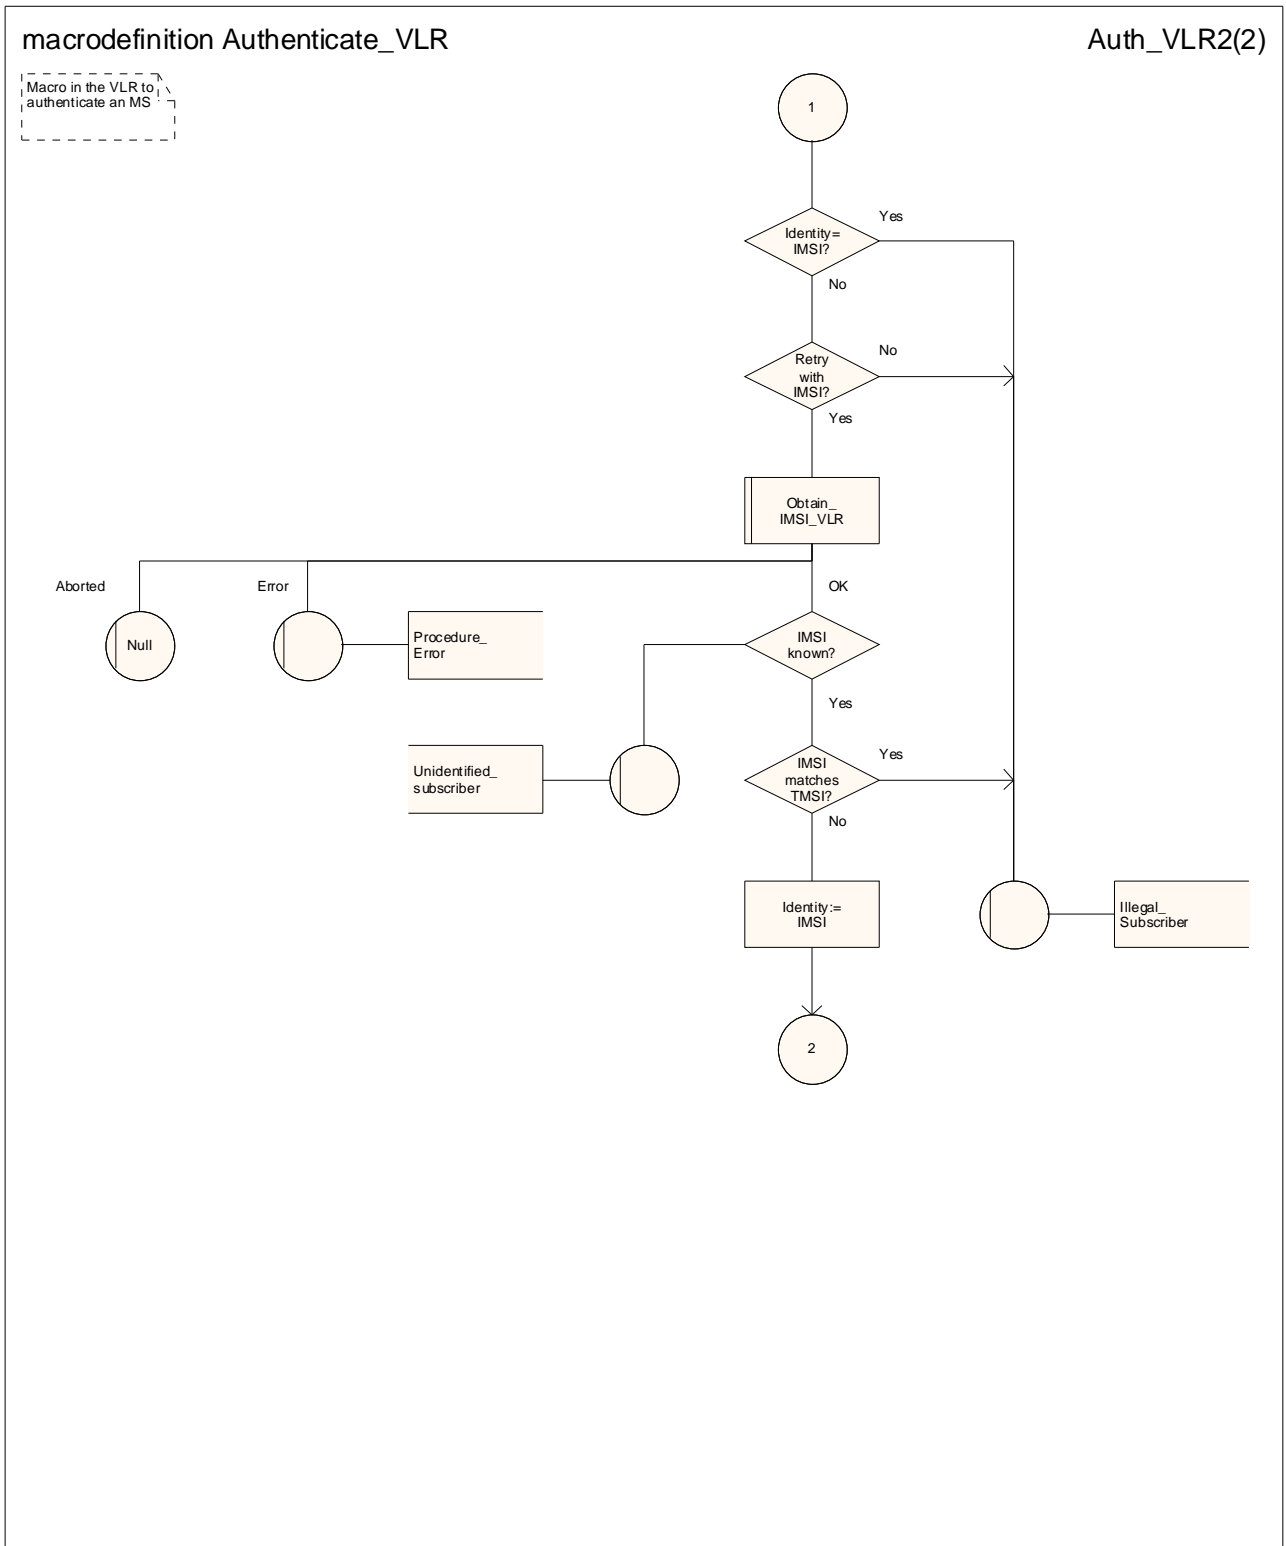 macrodefinition Authenticate_VLR
Auth_VLR2(2)
Macro in the VLR to
authenticate an MS
1
Identity=
IMSI?
Yes
No
Retry
with
IMSI?
No
Yes
Obtain_
IMSI_VLR
Aborted
Error
OK
Null
Procedure_
Error
IMSI
known?
Yes
Unidentified_
subscriber
IMSI
matches
TMSI?
Yes
No
Identity:=
IMSI
Illegal_
Subscriber
2